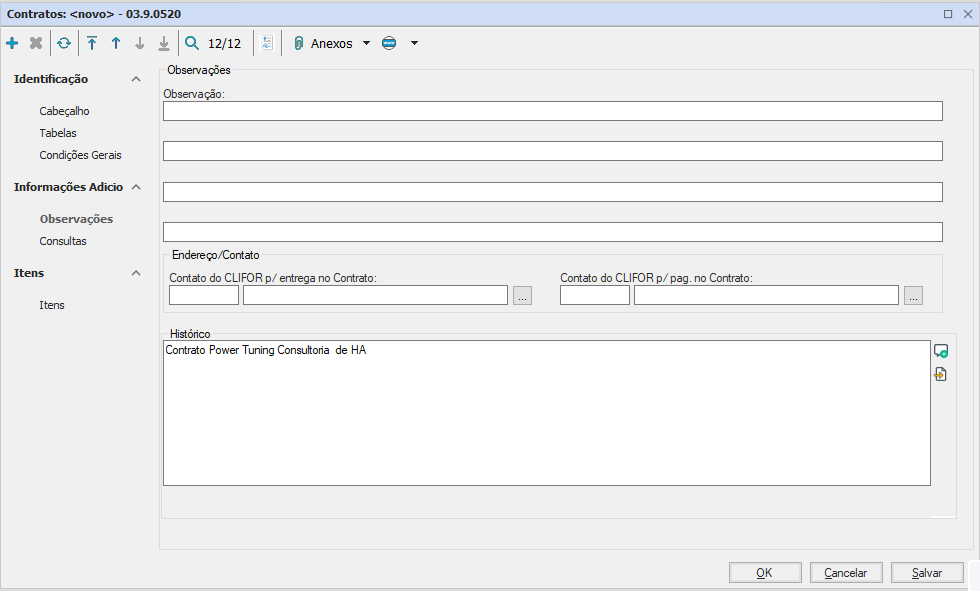 Contratos: <novo> - 03.9.0520
12/12 Anexos
Identificação
Cabeçalho
Tabelas
Condições Gerais
Informações Adicio
Observações
Consultas
Itens
Itens
Observações
Observação:
Endereço/Contato
Contato do CLIFOR p/ entrega no Contrato: Contato do CLIFOR p/ pag. no Contrato:
... ...
Histórico
Contrato Power Tuning Consultoria  de HA
OK Cancelar Salvar